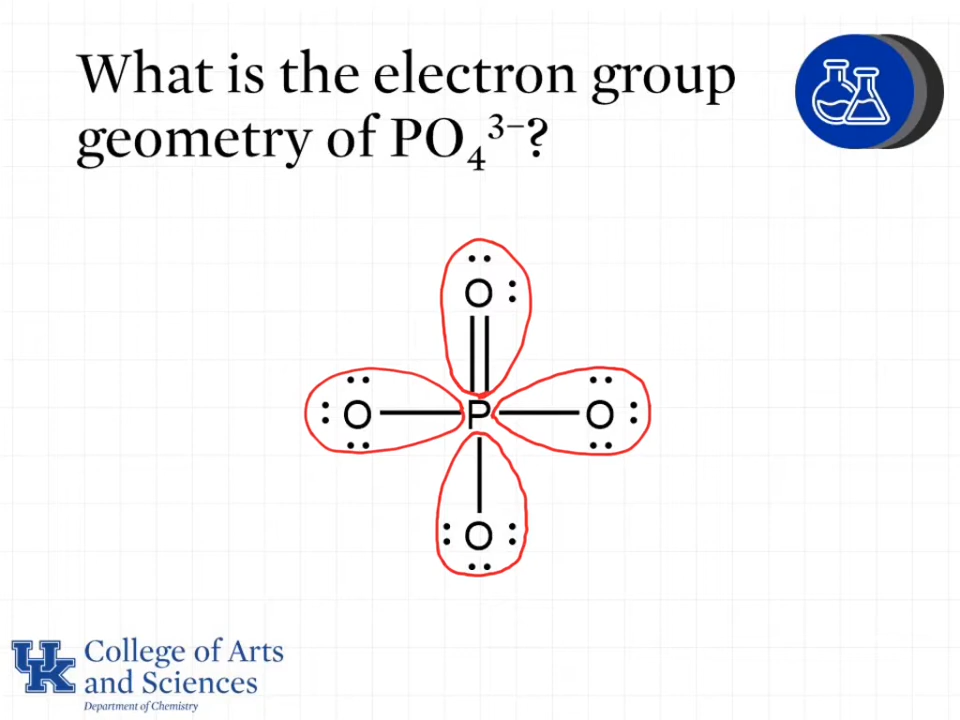 What is the electron group
geometry of PO₄³⁻?
O
O P O
O
UK
College of Arts
and Sciences
Department of Chemistry